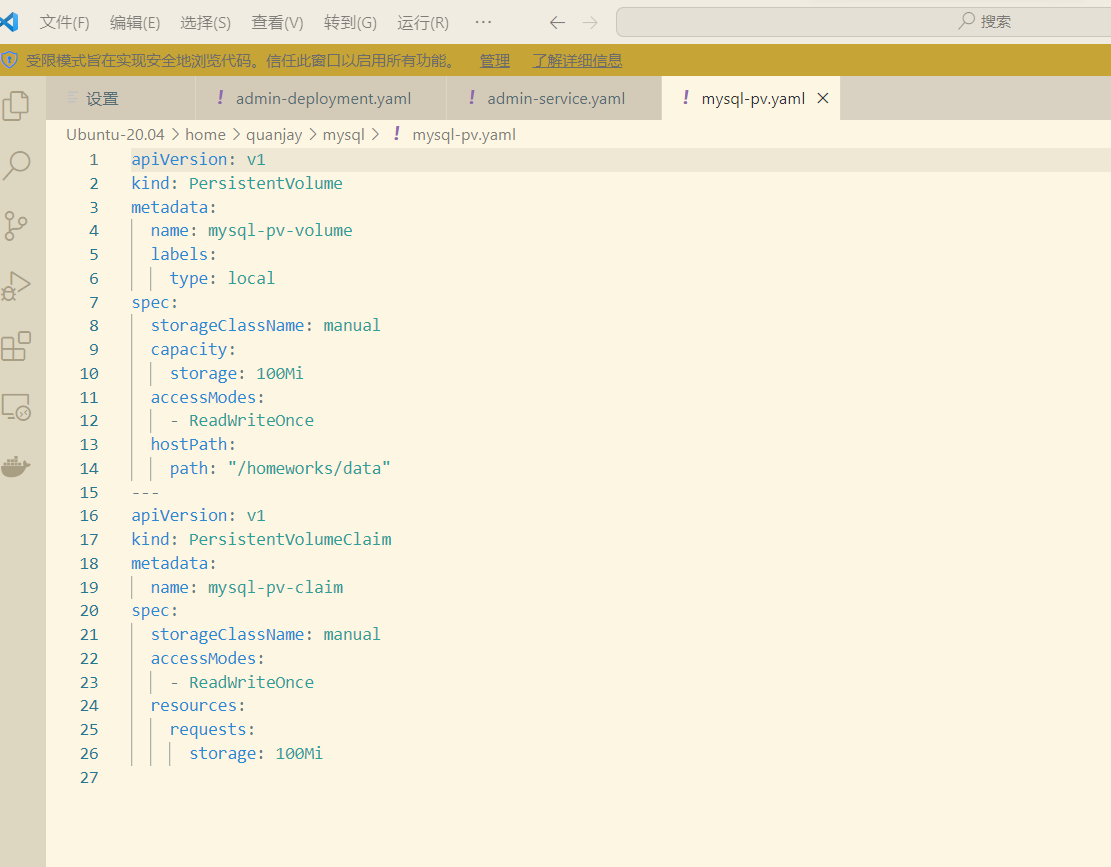 文件(F) 编辑(E) 选择(S) 查看(V) 转到(G) 运行(R) ··· 搜索
受限模式旨在实现安全地浏览代码。信任此窗口以启用所有功能。 管理 了解详细信息
设置 ! admin-deployment.yaml ! admin-service.yaml ! mysql-pv.yaml
Ubuntu-20.04 > home > quanjay > mysql > ! mysql-pv.yaml
1 apiVersion: v1
2 kind: PersistentVolume
3 metadata:
4   name: mysql-pv-volume
5   labels:
6     type: local
7 spec:
8   storageClassName: manual
9   capacity:
10     storage: 100Mi
11   accessModes:
12     - ReadWriteOnce
13   hostPath:
14     path: "/homeworks/data"
15 ---
16 apiVersion: v1
17 kind: PersistentVolumeClaim
18 metadata:
19   name: mysql-pv-claim
20 spec:
21   storageClassName: manual
22   accessModes:
23     - ReadWriteOnce
24   resources:
25     requests:
26       storage: 100Mi
27